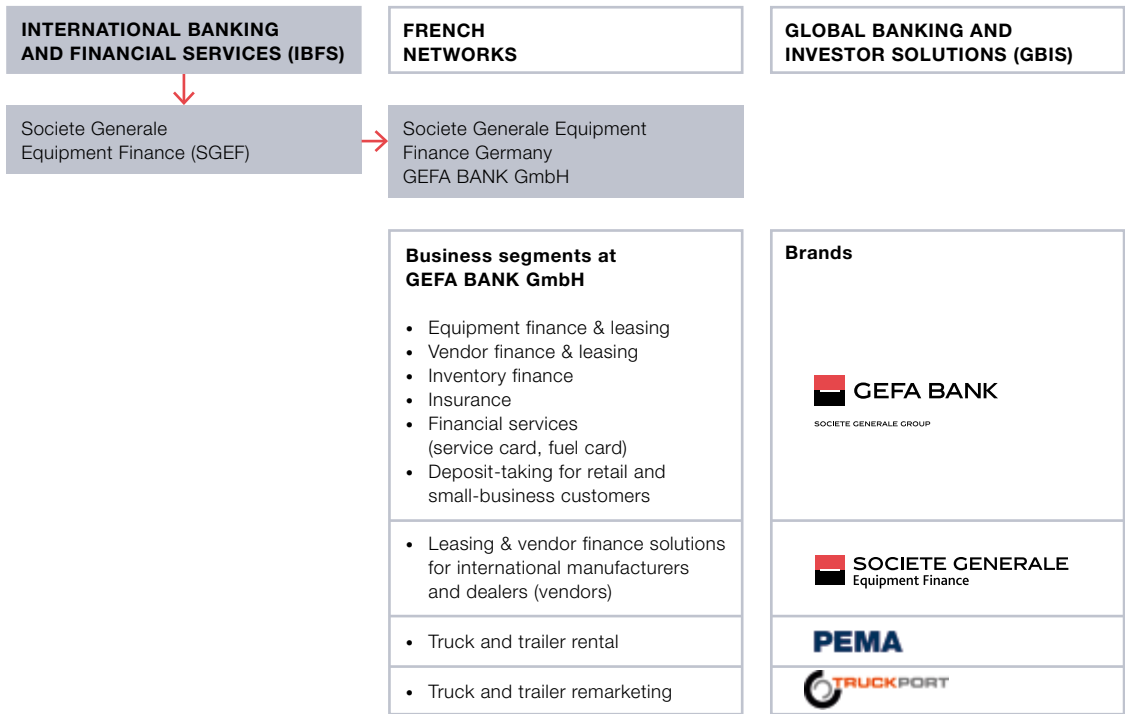 INTERNATIONAL BANKING
AND FINANCIAL SERVICES (IBFS)
FRENCH
NETWORKS
GLOBAL BANKING AND
INVESTOR SOLUTIONS (GBIS)
Societe Generale
Equipment Finance (SGEF)
Societe Generale Equipment
Finance Germany
GEFA BANK GmbH
Business segments at
GEFA BANK GmbH
• Equipment finance & leasing
• Vendor finance & leasing
• Inventory finance
• Insurance
• Financial services
(service card, fuel card)
• Deposit-taking for retail and
small-business customers
Brands
GEFA BANK
SOCIETE GENERALE GROUP
• Leasing & vendor finance solutions
for international manufacturers
and dealers (vendors)
SOCIETE GENERALE
Equipment Finance
• Truck and trailer rental
PEMA
• Truck and trailer remarketing
TRUCKPORT